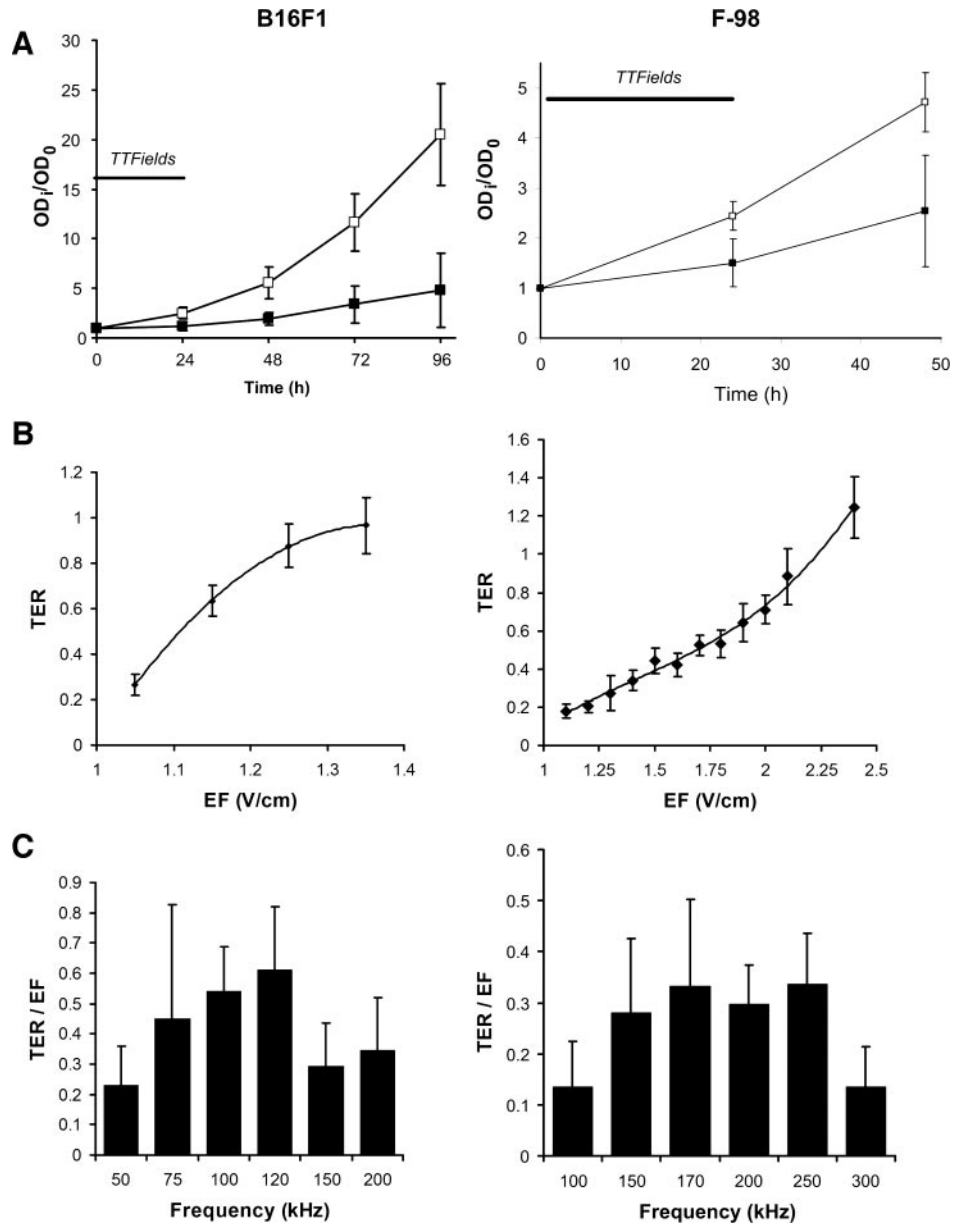 B16F1
F-98
A
30
25
20
15
10
5
0
ODi/OD0
TTFields
0 24 48 72 96
Time (h)
5
4
3
2
1
0
ODi/OD0
TTFields
0 10 20 30 40 50
Time (h)
B
1.2
1
0.8
0.6
0.4
0.2
0
TER
1 1.1 1.2 1.3 1.4
EF (V/cm)
1.6
1.4
1.2
1
0.8
0.6
0.4
0.2
0
TER
1 1.25 1.5 1.75 2 2.25 2.5
EF (V/cm)
C
0.9
0.8
0.7
0.6
0.5
0.4
0.3
0.2
0.1
0
TER / EF
50 75 100 120 150 200
Frequency (kHz)
0.6
0.5
0.4
0.3
0.2
0.1
0
TER / EF
100 150 170 200 250 300
Frequency (kHz)